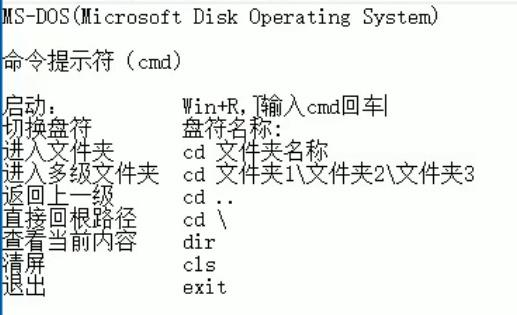 MS-DOS(Microsoft Disk Operating System)
命令提示符（cmd）
启动： Win+R,输入cmd回车
切换盘符 盘符名称:
进入文件夹 cd 文件夹名称
进入多级文件夹 cd 文件夹1\文件夹2\文件夹3
返回上一级 cd ..
直接回根路径 cd \
查看当前内容 dir
清屏 cls
退出 exit